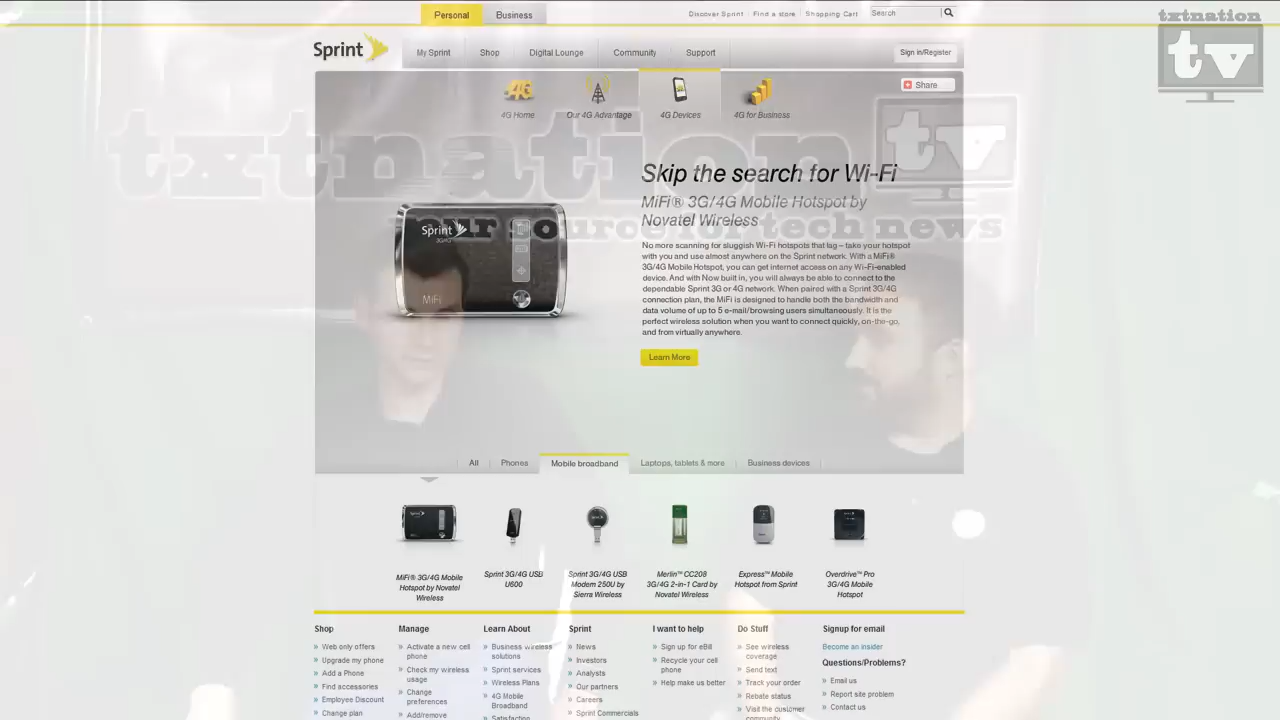 Personal
Business
Discover Sprint
Find a store
Shopping Cart
Search
txtnation
tv
Sprint
My Sprint
Shop
Digital Lounge
Community
Support
Sign in/Register
4G
4G Home
Our 4G Advantage
4G Devices
4G for Business
Share
txtnation
tv
our source for tech news
Skip the search for Wi-Fi
MiFi® 3G/4G Mobile Hotspot by
Novatel Wireless
No more scanning for sluggish Wi-Fi hotspots that lag – take your hotspot
with you and use almost anywhere on the Sprint network. With a MiFi®
3G/4G Mobile Hotspot, you can get internet access on any Wi-Fi-enabled
device. And with Now built in, you will always be able to connect to the
dependable Sprint 3G or 4G network. When paired with a Sprint 3G/4G
connection plan, the MiFi is designed to handle both the bandwidth and
data volume of up to 5 e-mail/browsing users simultaneously. It is the
perfect wireless solution when you want to connect quickly, on-the-go,
and from virtually anywhere.
Learn More
Sprint
3G/4G
MiFi
All
Phones
Mobile broadband
Laptops, tablets & more
Business devices
MiFi® 3G/4G Mobile
Hotspot by Novatel
Wireless
Sprint 3G/4G USB
U600
Sprint 3G/4G USB
Modem 250U by
Sierra Wireless
Merlin™ CC208
3G/4G 2-in-1 Card by
Novatel Wireless
Express™ Mobile
Hotspot from Sprint
Overdrive™ Pro
3G/4G Mobile
Hotspot
Shop
» Web only offers
» Upgrade my phone
» Add a Phone
» Find accessories
» Employee Discount
» Change plan
Manage
» Activate a new cell
phone
» Check my wireless
usage
» Change
preferences
» Add/remove
Learn About
» Business wireless
solutions
» Sprint services
» Wireless Plans
» 4G Mobile
Broadband
» Satisfaction
Sprint
» News
» Investors
» Analysts
» Our partners
» Careers
» Sprint Commercials
I want to help
» Sign up for eBill
» Recycle your cell
phone
» Help make us better
Do Stuff
» See wireless
coverage
» Send text
» Track your order
» Rebate status
» Visit the customer
community
Signup for email
Become an insider
Questions/Problems?
» Email us
» Report site problem
» Contact us